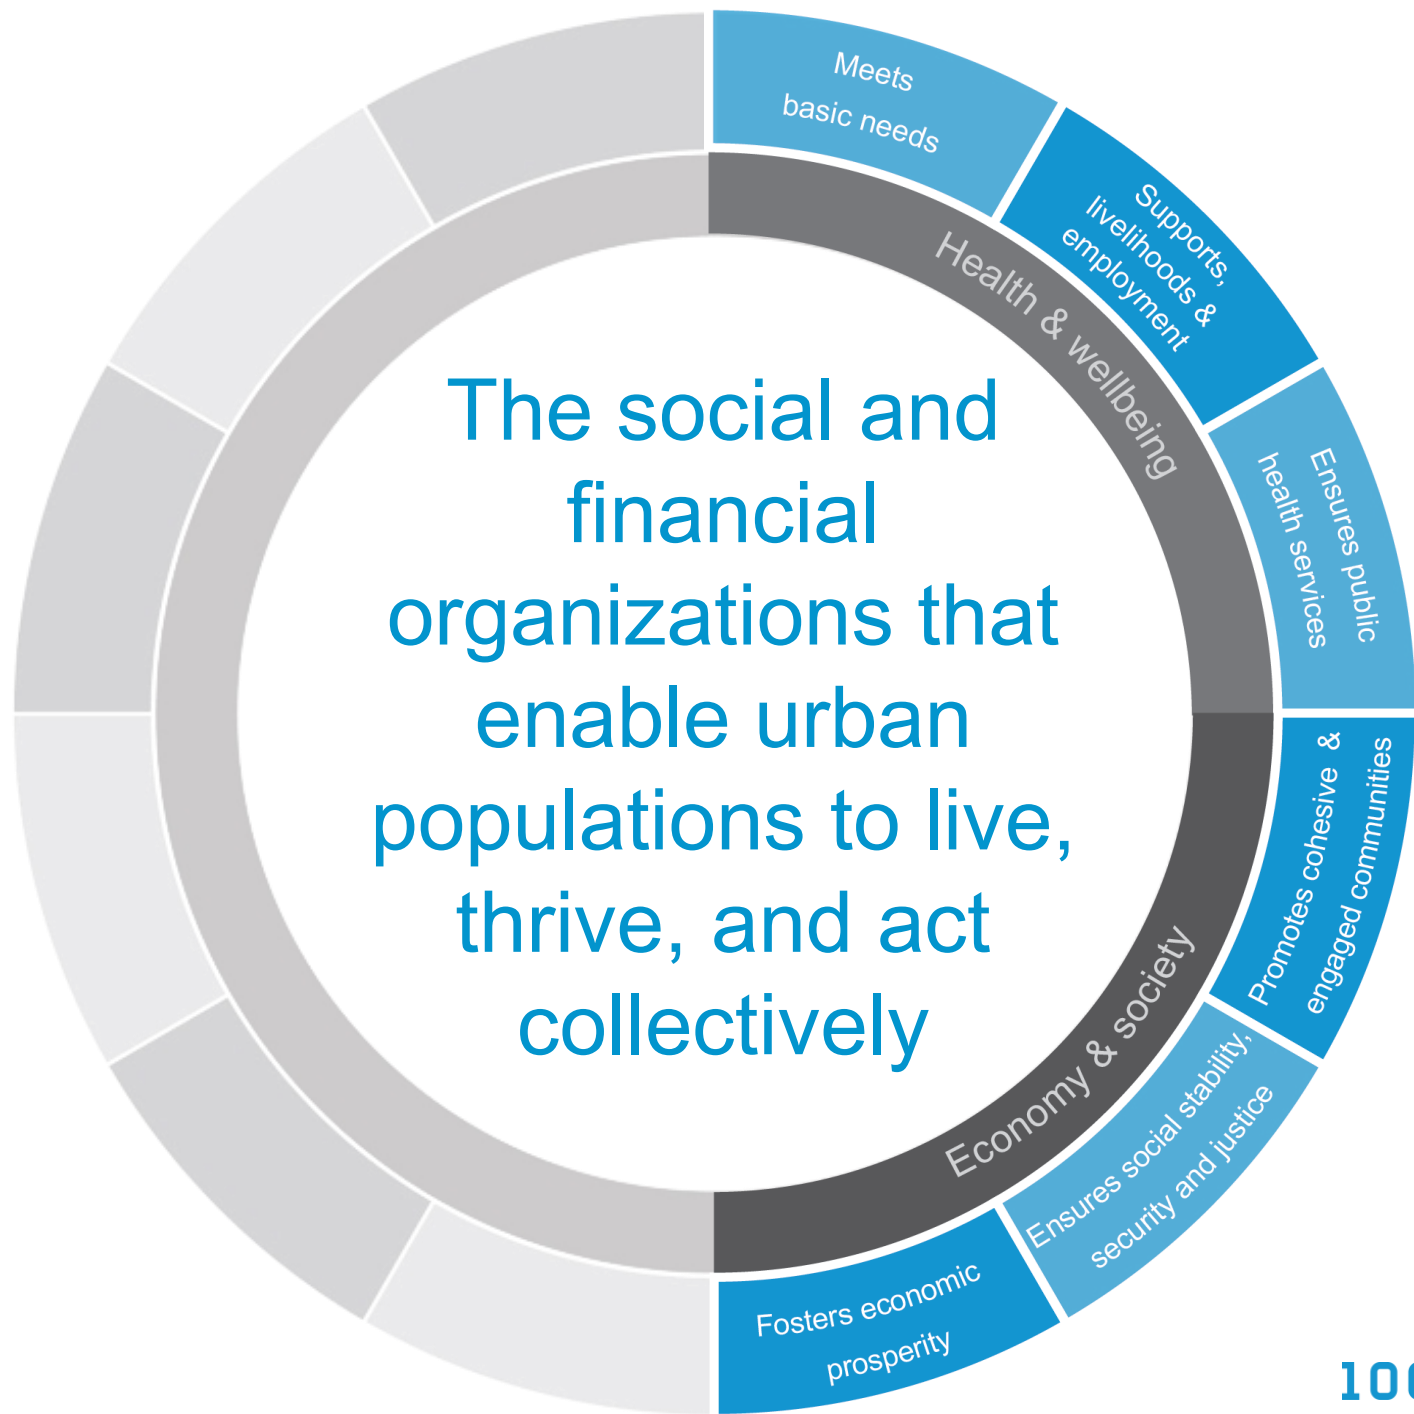 Meets
basic needs
Supports,
livelihoods &
employment
Ensures public
health services
Promotes cohesive &
engaged communities
Ensures social stability,
security and justice
Fosters economic
prosperity
Health & wellbeing
Economy & society
The social and
financial
organizations that
enable urban
populations to live,
thrive, and act
collectively